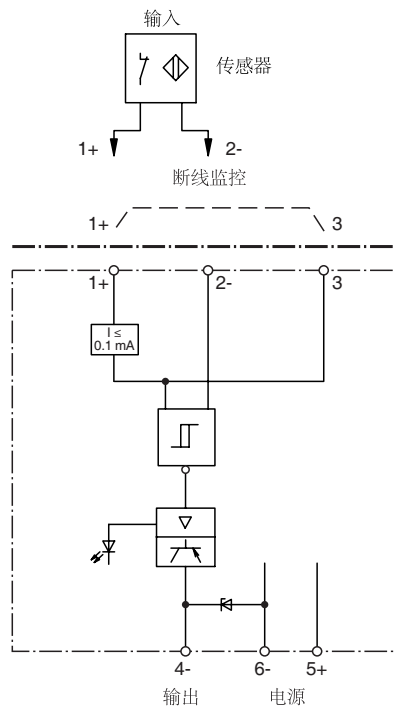 输入
传感器
1+ 2-
断线监控
1+ 3
1+ 2- 3
I ≤
0.1 mA
4- 6- 5+
输出 电源